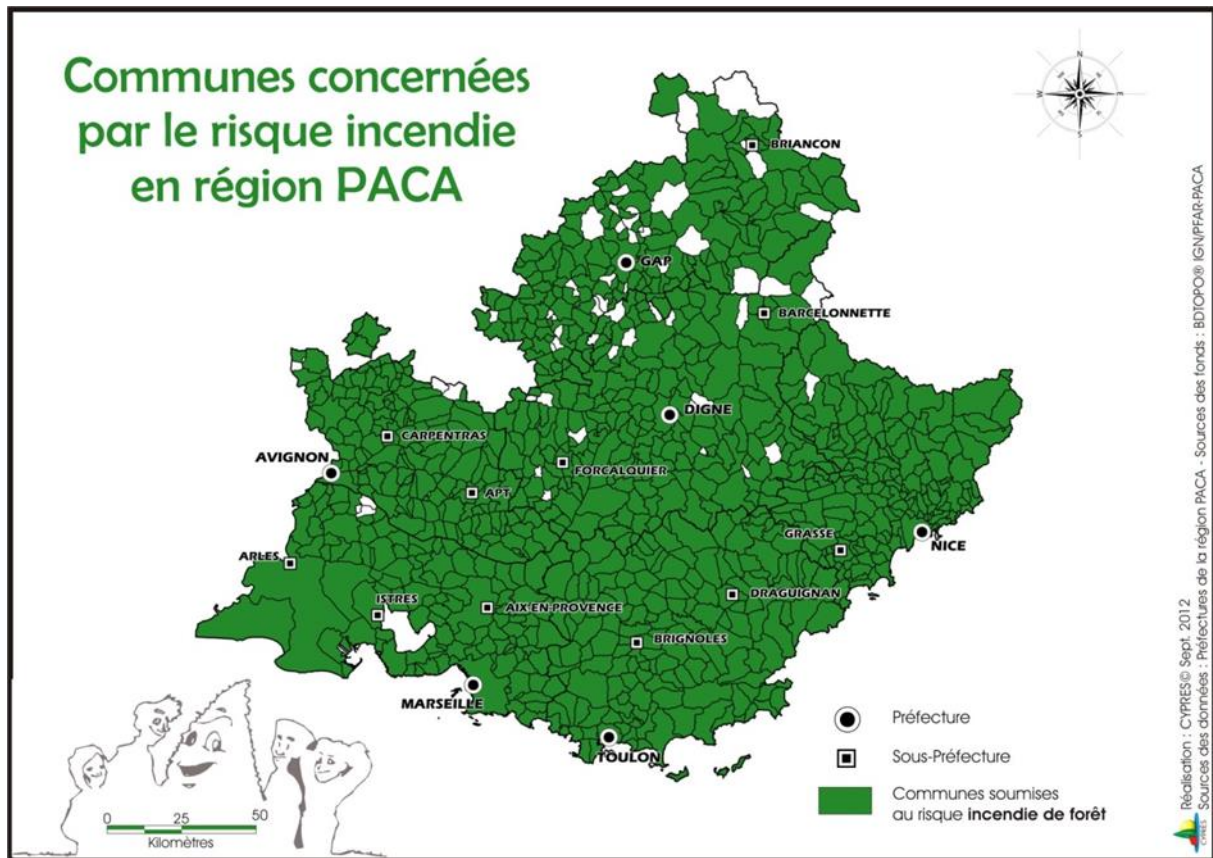 Communes concernées
par le risque incendie
en région PACA
N
W
E
S
BRIANCON
GAP
BARCELONNETTE
DIGNE
CARPENTRAS
AVIGNON
FORCALQUIER
APT
GRASSE
NICE
ARLES
ISTRES
AIX-EN-PROVENCE
DRAGUIGNAN
BRIGNOLES
MARSEILLE
TOULON
Préfecture
Sous-Préfecture
Communes soumises
au risque incendie de forêt
0 25 50
Kilomètres
CYPRES
Réalisation : CYPRES© Sept. 2012
Sources des données : Préfectures de la région PACA - Sources des fonds : BDTOPO® IGN/PFAR-PACA